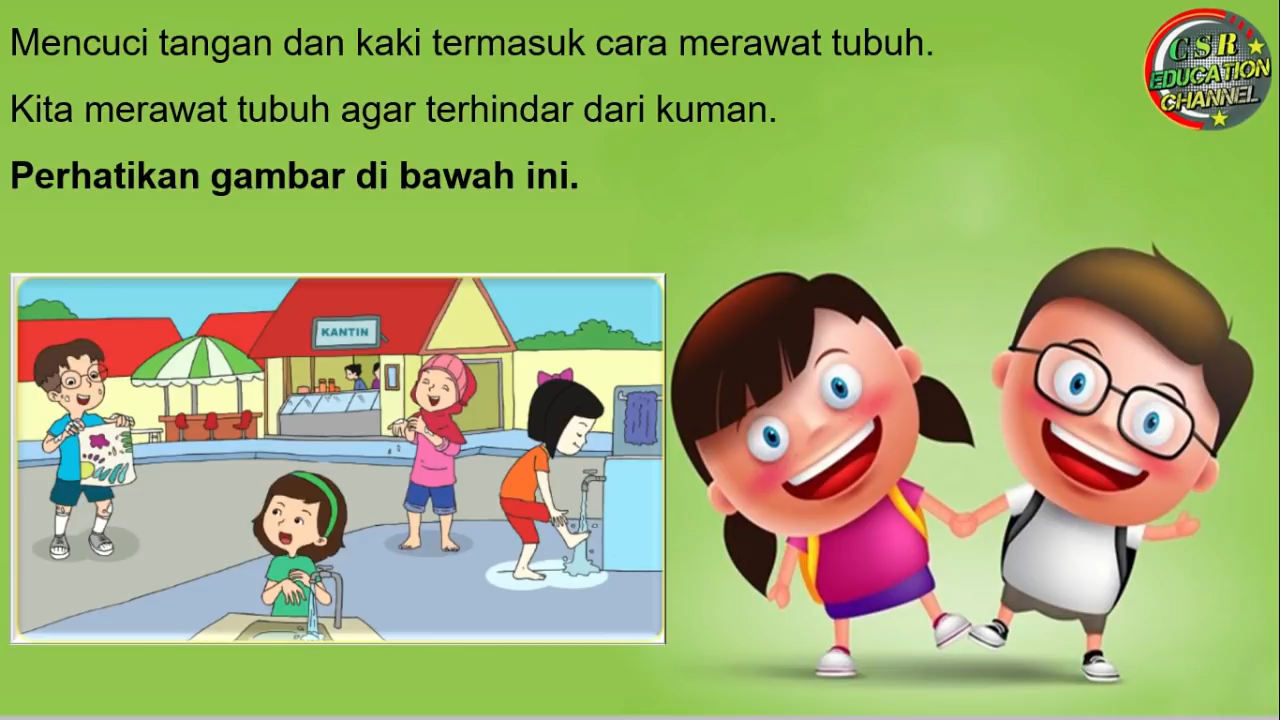 Mencuci tangan dan kaki termasuk cara merawat tubuh.
Kita merawat tubuh agar terhindar dari kuman.
Perhatikan gambar di bawah ini.
CSR
EDUCATION
CHANNEL
KANTIN